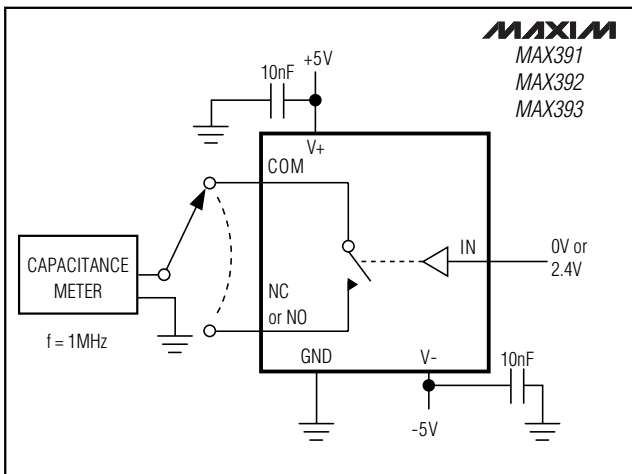 MAXIM
MAX391
MAX392
MAX393
+5V
10nF
V+
COM
IN
0V or
2.4V
CAPACITANCE
METER
NC
or NO
f = 1MHz
GND
V-
10nF
-5V